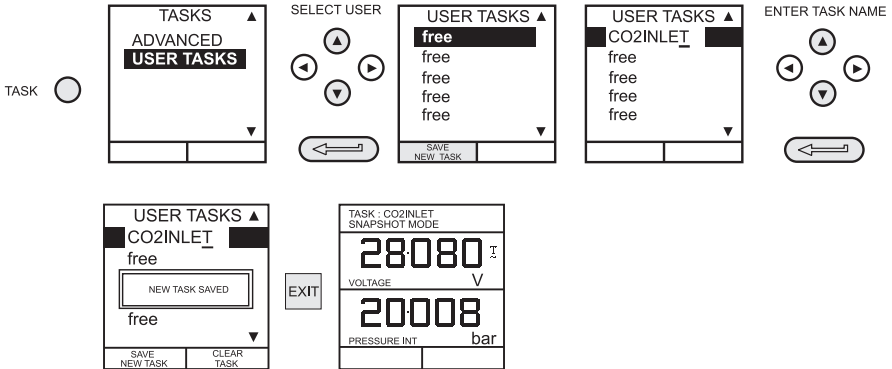 TASK
TASKS ▲
ADVANCED
USER TASKS
▼
SELECT USER
▲
◄ ►
▼
USER TASKS ▲
free
free
free
free
free
▼
SAVE
NEW TASK
USER TASKS ▲
CO2INLET
free
free
free
free
▼
ENTER TASK NAME
▲
◄ ►
▼
USER TASKS ▲
CO2INLET
free
NEW TASK SAVED
free
▼
SAVE
NEW TASK
CLEAR
TASK
EXIT
TASK : CO2INLET
SNAPSHOT MODE
28.080
VOLTAGE V
20.008
PRESSURE INT bar